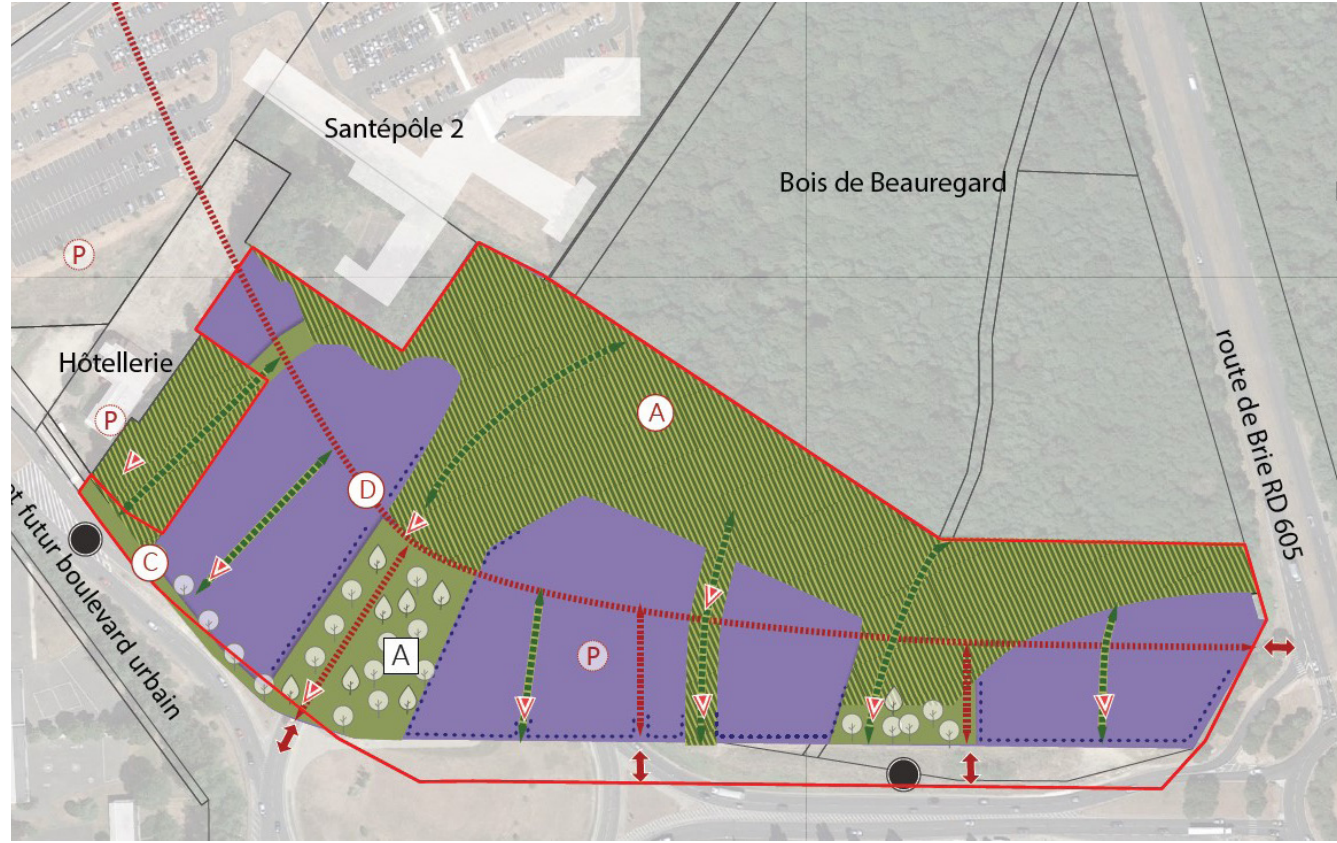 Santépôle 2
Bois de Beauregard
P
Hôtellerie
P
A
route de Brie RD 605
D
C
et futur boulevard urbain
A
P